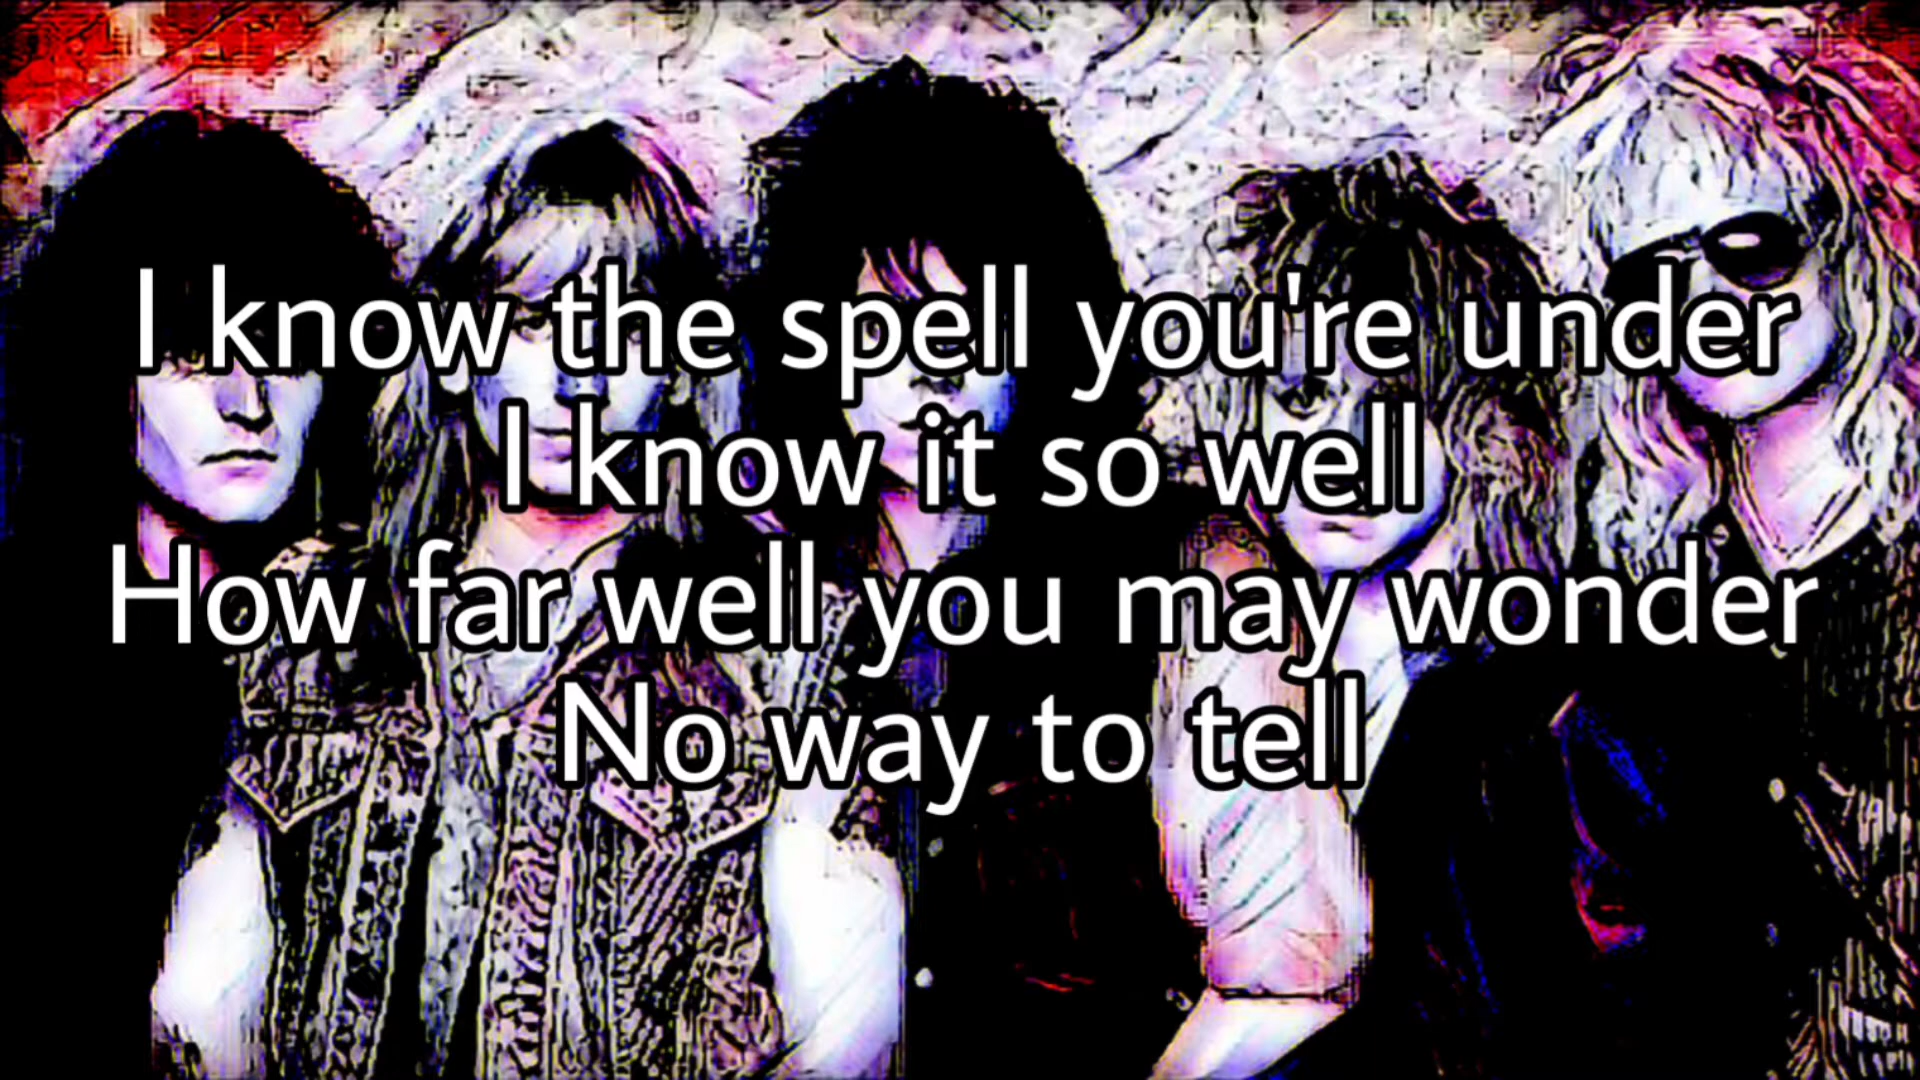 I know the spell you're under
I know it so well
How far well you may wonder
No way to tell